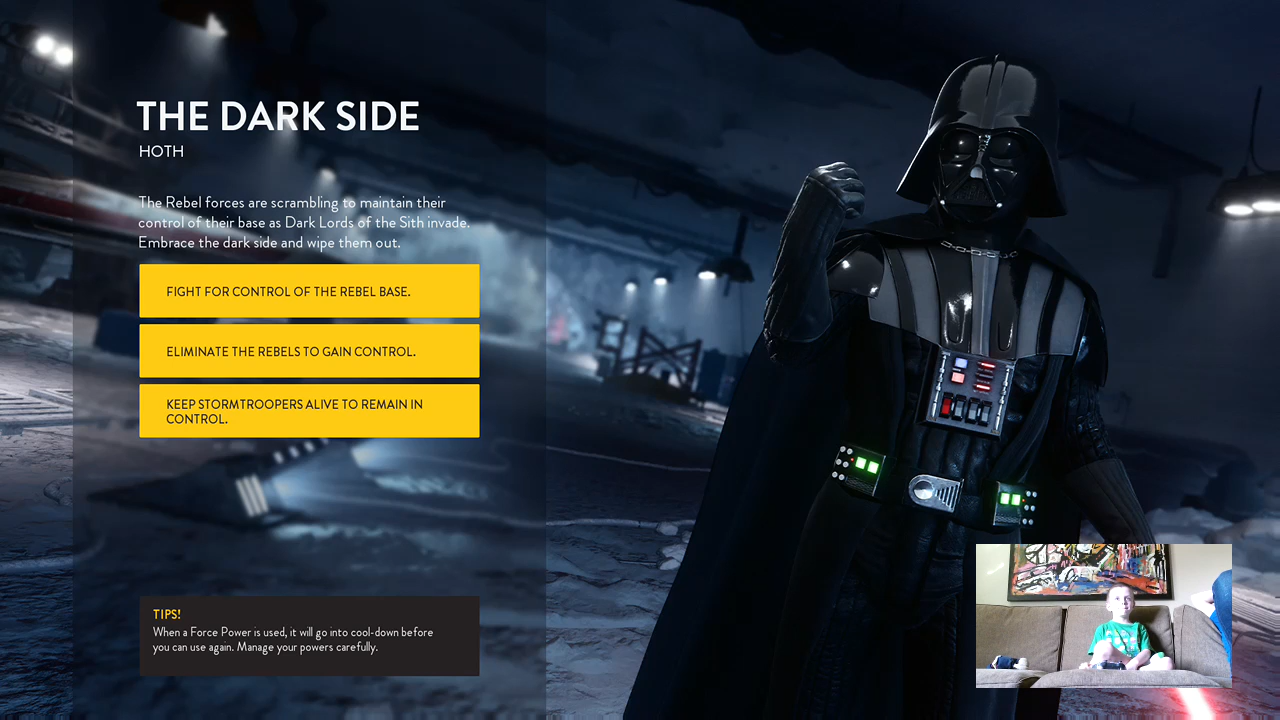 THE DARK SIDE
HOTH
The Rebel forces are scrambling to maintain their
control of their base as Dark Lords of the Sith invade.
Embrace the dark side and wipe them out.
FIGHT FOR CONTROL OF THE REBEL BASE.
ELIMINATE THE REBELS TO GAIN CONTROL.
KEEP STORMTROOPERS ALIVE TO REMAIN IN
CONTROL.
TIPS!
When a Force Power is used, it will go into cool-down before
you can use again. Manage your powers carefully.